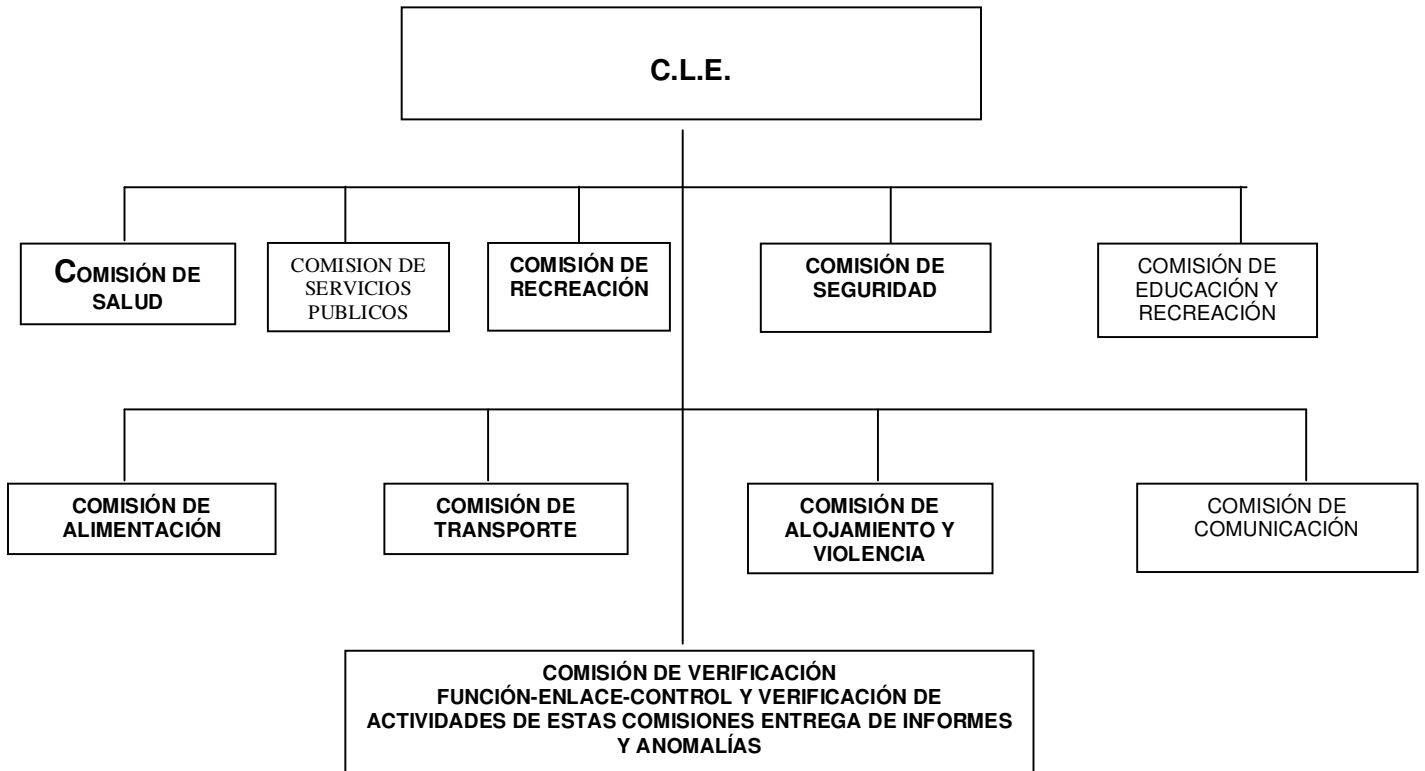 C.L.E.
COMISIÓN DE
SALUD
COMISION DE
SERVICIOS
PUBLICOS
COMISIÓN DE
RECREACIÓN
COMISIÓN DE
SEGURIDAD
COMISIÓN DE
EDUCACIÓN Y
RECREACIÓN
COMISIÓN DE
ALIMENTACIÓN
COMISIÓN DE
TRANSPORTE
COMISIÓN DE
ALOJAMIENTO Y
VIOLENCIA
COMISIÓN DE
COMUNICACIÓN
COMISIÓN DE VERIFICACIÓN
FUNCIÓN-ENLACE-CONTROL Y VERIFICACIÓN DE
ACTIVIDADES DE ESTAS COMISIONES ENTREGA DE INFORMES
Y ANOMALÍAS